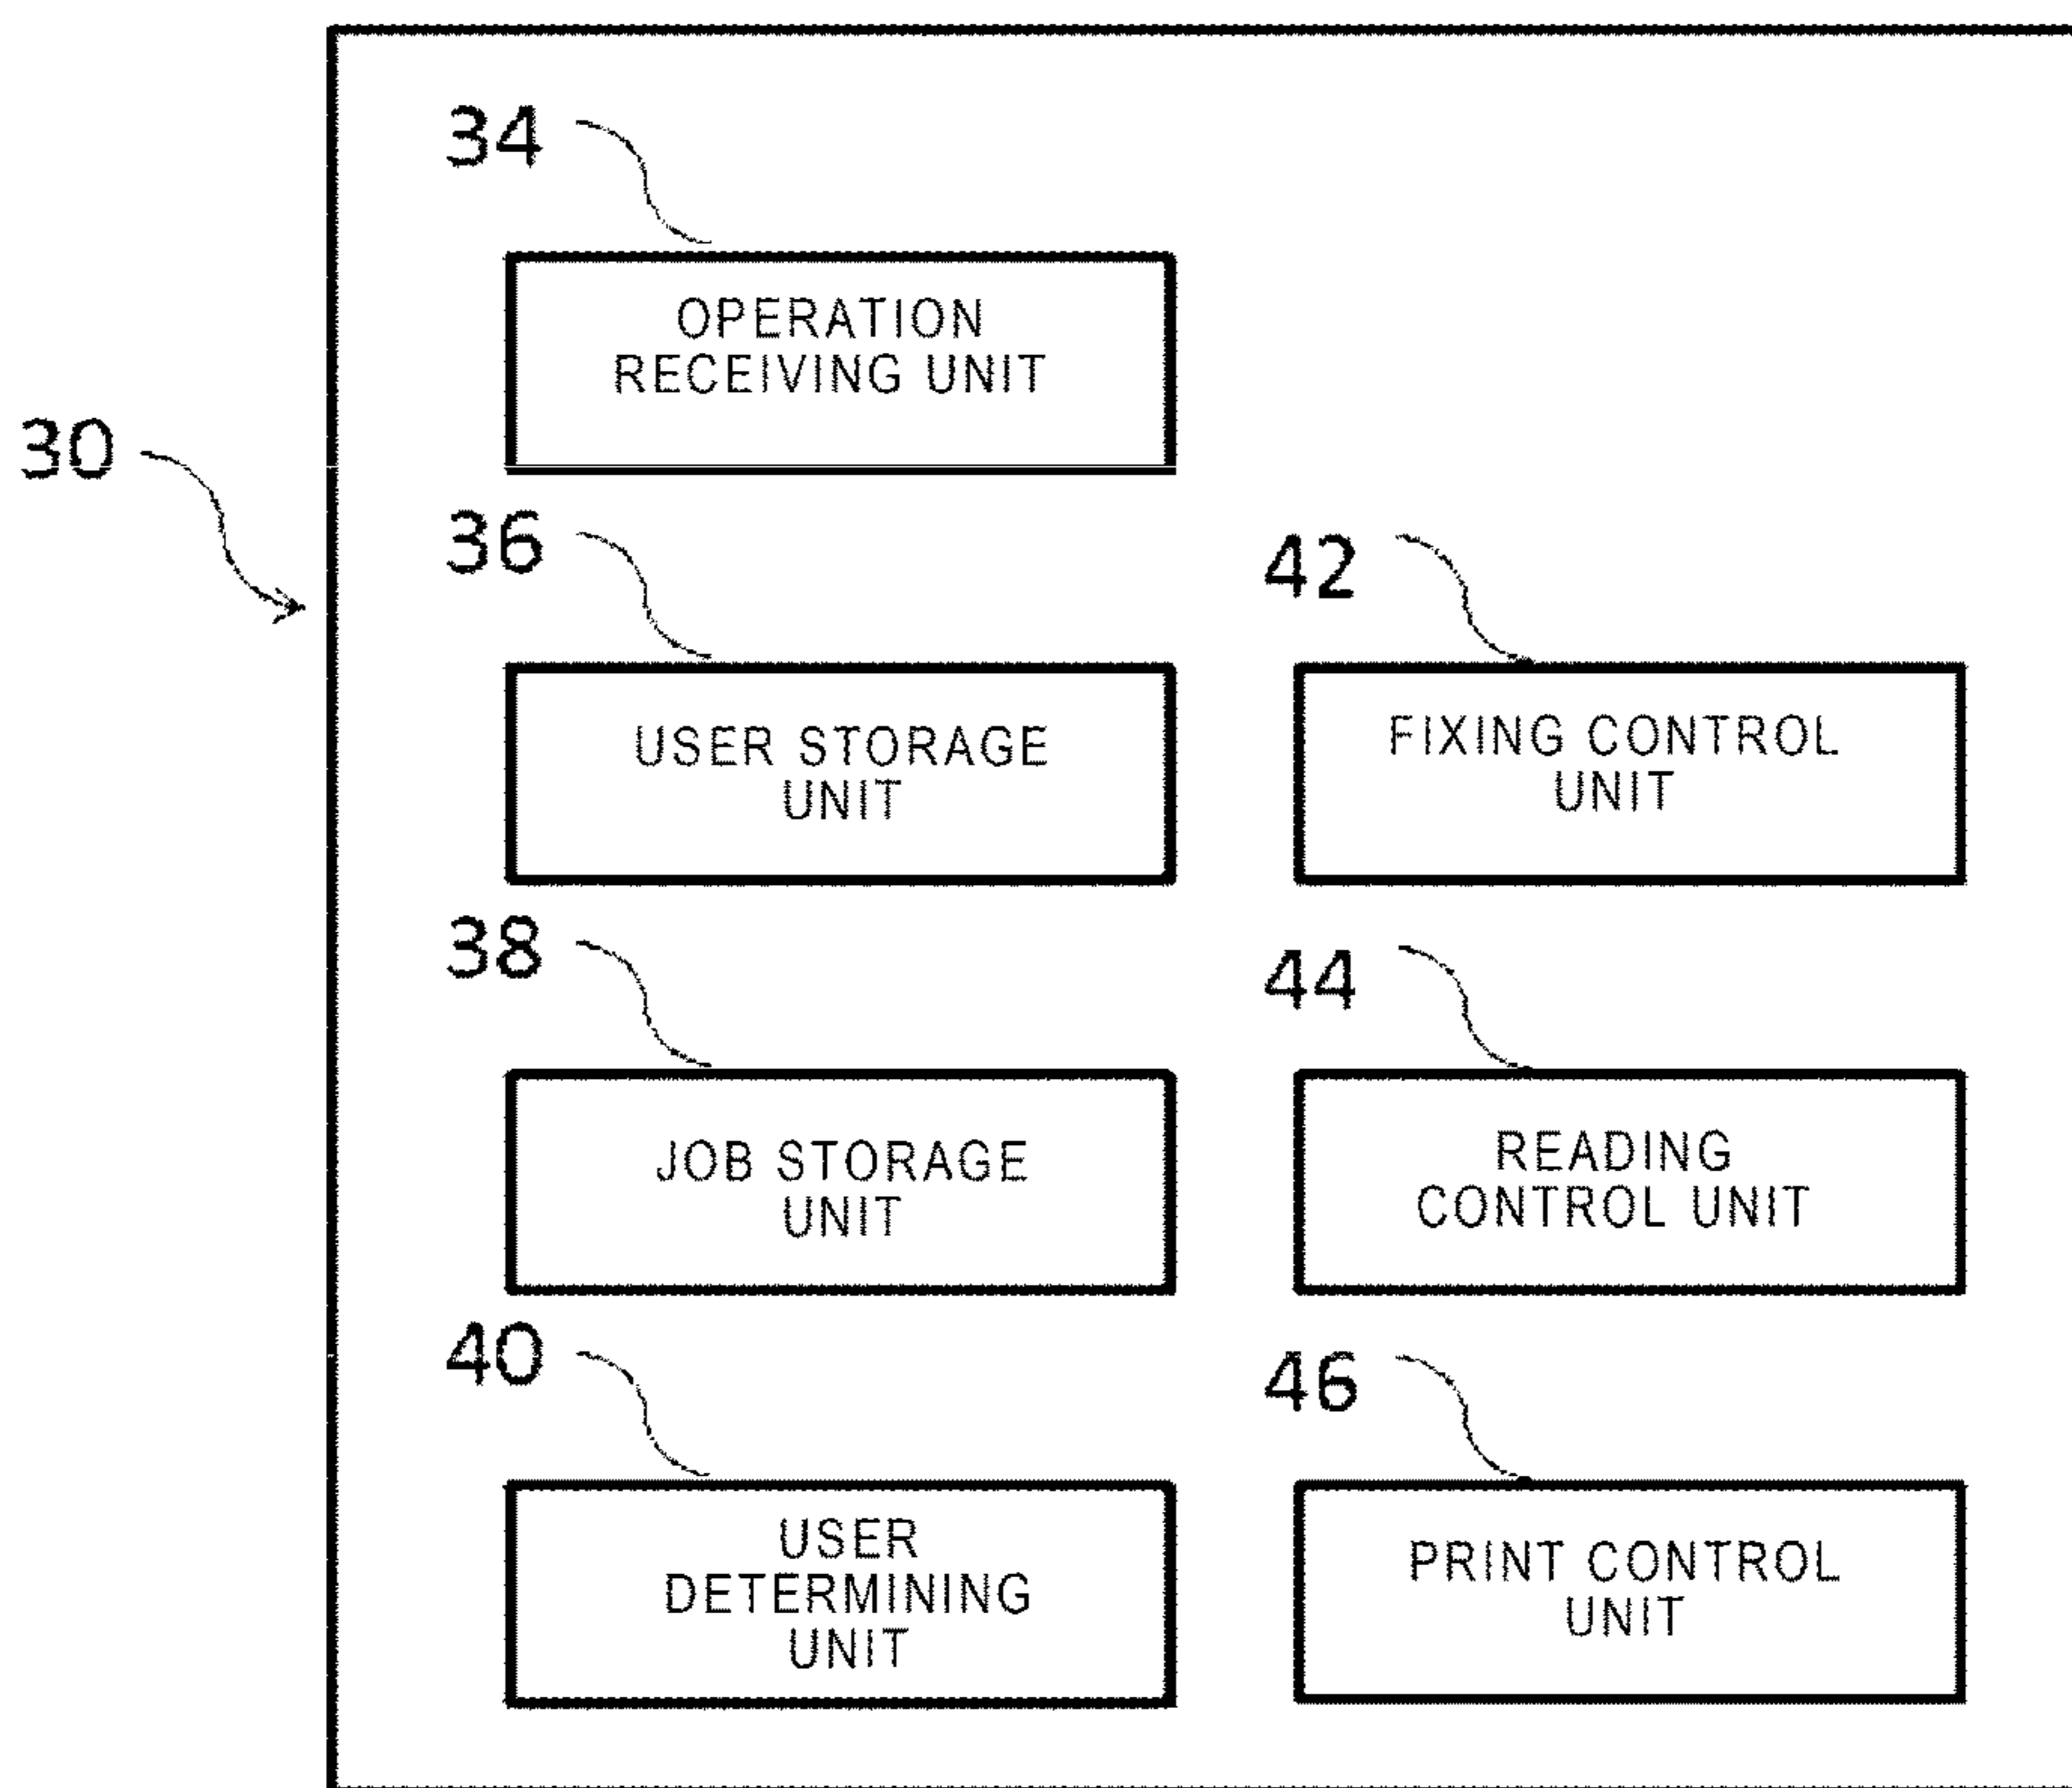 34
OPERATION
RECEIVING UNIT
30
36
USER STORAGE
UNIT
42
FIXING CONTROL
UNIT
38
JOB STORAGE
UNIT
44
READING
CONTROL UNIT
40
USER
DETERMINING
UNIT
46
PRINT CONTROL
UNIT